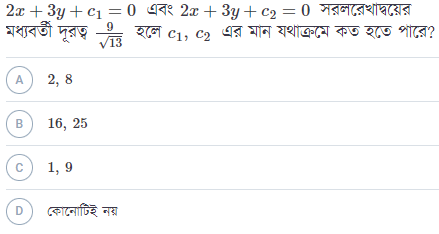 2x + 3y + c₁ = 0 এবং 2x + 3y + c₂ = 0 সরলরেখাদ্বয়ের
মধ্যবর্তী দূরত্ব 9/√13 হলে c₁, c₂ এর মান যথাক্রমে কত হতে পারে?
A 2, 8
B 16, 25
C 1, 9
D কোনোটিই নয়